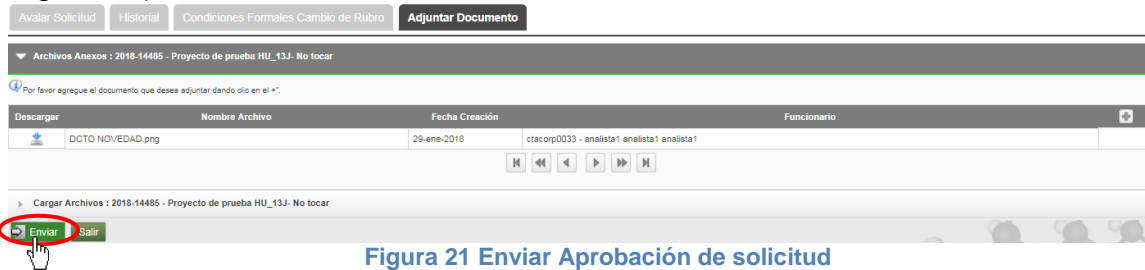 Avalar Solicitud Historial Condiciones Formales Cambio de Rubro Adjuntar Documento
Archivos Anexos : 2018-14485 - Proyecto de prueba HU_13J- No tocar
Por favor agregue el documento que desea adjuntar dando clic en el +".
Descargar Nombre Archivo Fecha Creación Funcionario
DCTO NOVEDAD.png 29-ene-2018 ctacorp0033 - analista1 analista1 analista1
Cargar Archivos : 2018-14485 - Proyecto de prueba HU_13J- No tocar
Enviar Salir
Figura 21 Enviar Aprobación de solicitud